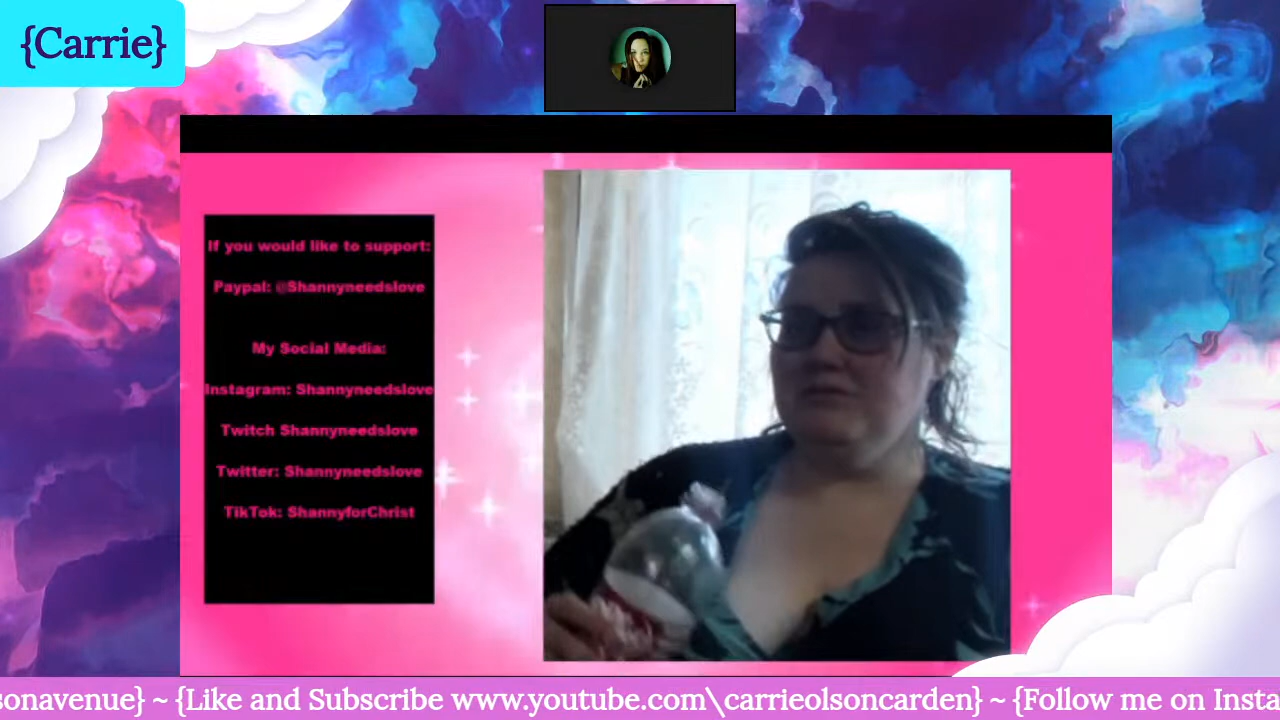 {Carrie}
If you would like to support:
Paypal: @Shannyneedslove
My Social Media:
Instagram: Shannyneedslove
Twitch Shannyneedslove
Twitter: Shannyneedslove
TikTok: ShannyforChrist
sonavenue} ~ {Like and Subscribe www.youtube.com\carrieolsoncarden} ~ {Follow me on Insta